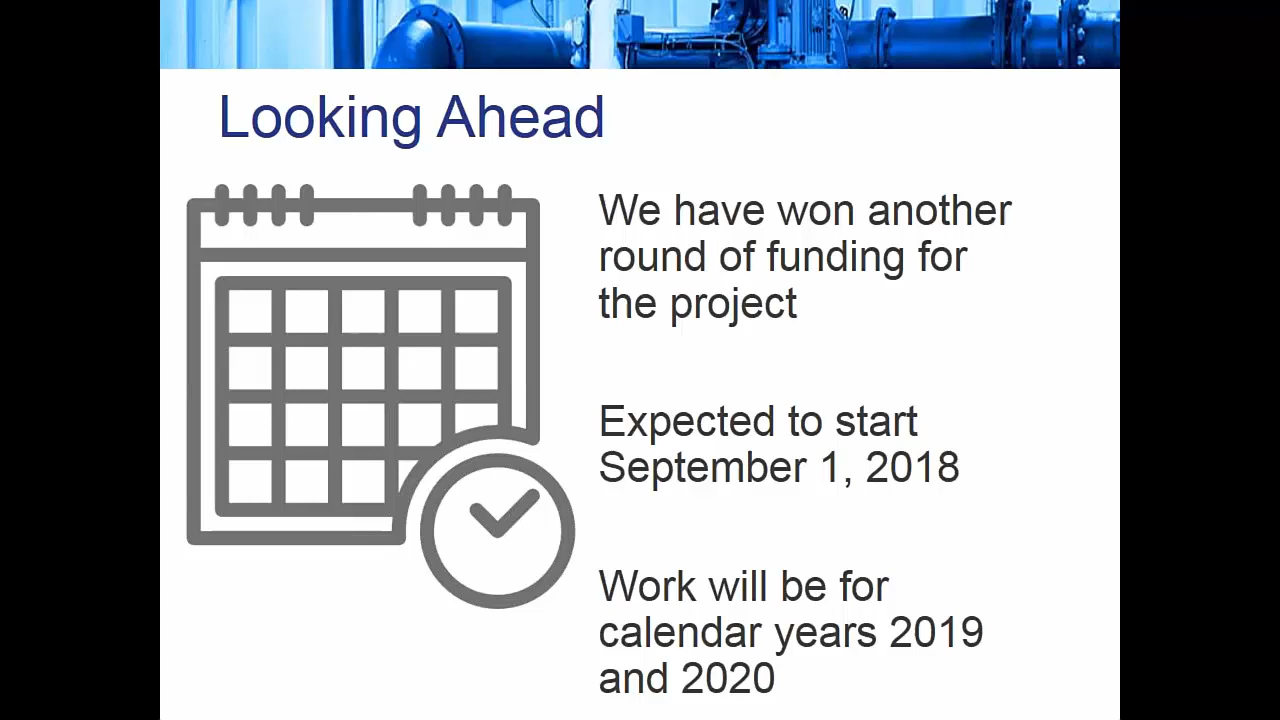 Looking Ahead
We have won another
round of funding for
the project
Expected to start
September 1, 2018
Work will be for
calendar years 2019
and 2020